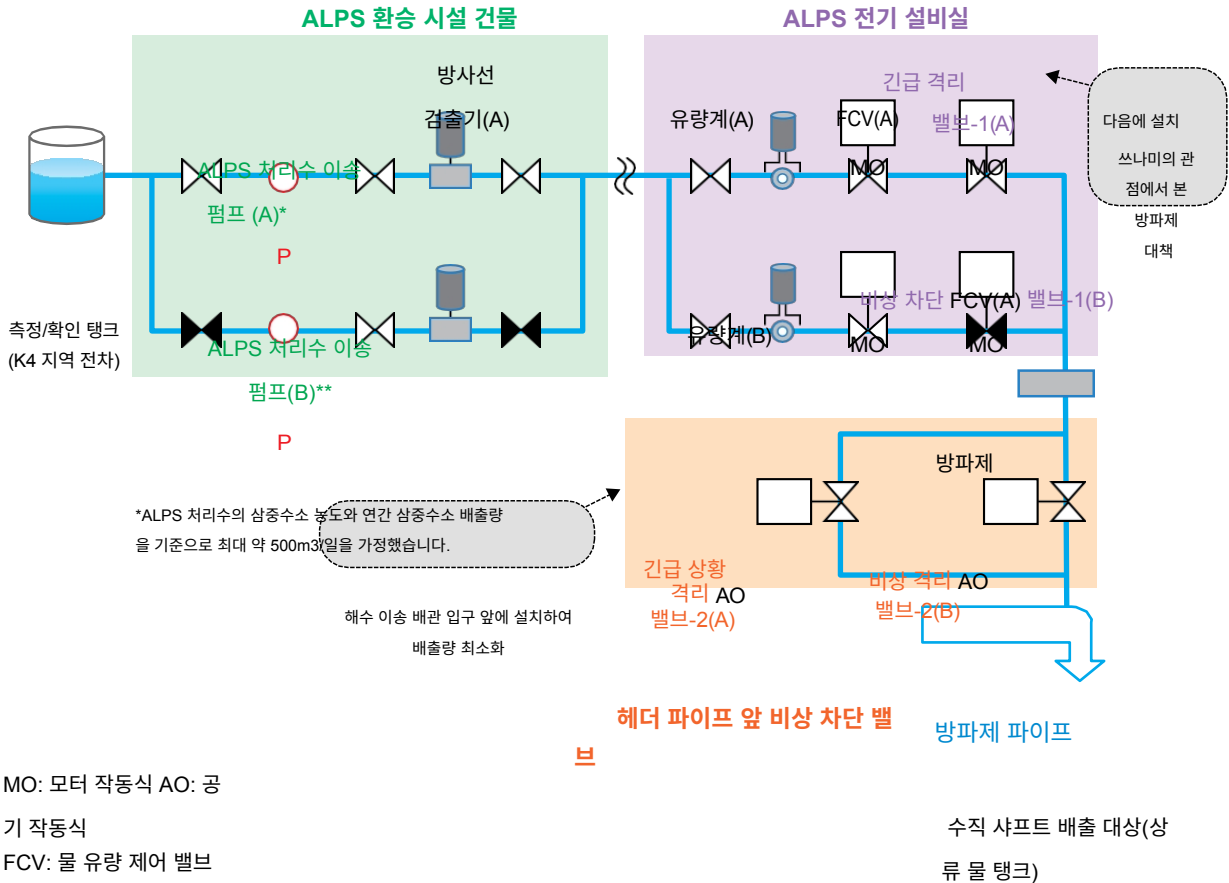 ALPS 환승 시설 건물
ALPS 전기 설비실
방사선
검출기(A)
유량계(A)
FCV(A)
긴급 격리
밸브-1(A)
다음에 설치
쓰나미의 관
점에서 본
방파제
대책
ALPS 처리수 이송
펌프 (A)*
P
MO
MO
측정/확인 탱크
(K4 지역 전차)
ALPS 처리수 이송
펌프(B)**
P
유량계(B)
비상 차단 FCV(A) 밸브-1(B)
MO
MO
방파제
*ALPS 처리수의 삼중수소 농도와 연간 삼중수소 배출량
을 기준으로 최대 약 500m3/일을 가정했습니다.
긴급 상황
격리 AO
밸브-2(A)
비상 격리 AO
밸브-2(B)
해수 이송 배관 입구 앞에 설치하여
배출량 최소화
헤더 파이프 앞 비상 차단 밸
브
방파제 파이프
MO: 모터 작동식 AO: 공
기 작동식
FCV: 물 유량 제어 밸브
수직 샤프트 배출 대상(상
류 물 탱크)